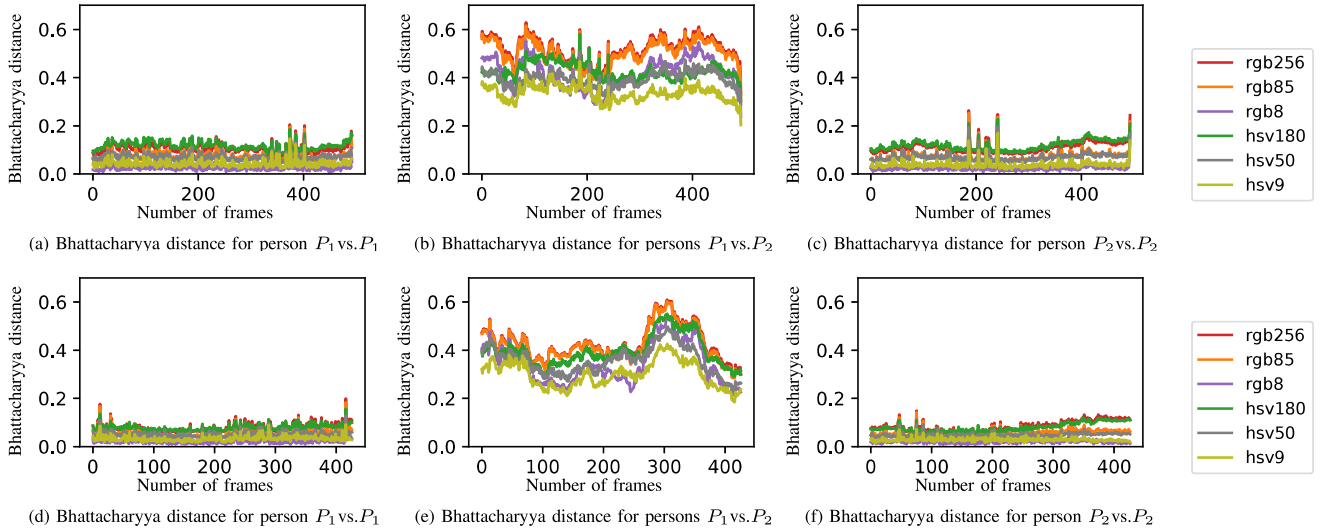 0.6
0.4
0.2
0.0
Bhattacharyya distance
0 200 400
Number of frames
(a) Bhattacharyya distance for person P₁ vs.P₁
0.6
0.4
0.2
0.0
Bhattacharyya distance
0 200 400
Number of frames
(b) Bhattacharyya distance for persons P₁ vs.P₂
0.6
0.4
0.2
0.0
Bhattacharyya distance
0 200 400
Number of frames
(c) Bhattacharyya distance for person P₂ vs.P₂
rgb256
rgb85
rgb8
hsv180
hsv50
hsv9
0.6
0.4
0.2
0.0
Bhattacharyya distance
0 100 200 300 400
Number of frames
(d) Bhattacharyya distance for person P₁ vs.P₁
0.6
0.4
0.2
0.0
Bhattacharyya distance
0 100 200 300 400
Number of frames
(e) Bhattacharyya distance for persons P₁ vs.P₂
0.6
0.4
0.2
0.0
Bhattacharyya distance
0 100 200 300 400
Number of frames
(f) Bhattacharyya distance for person P₂ vs.P₂
rgb256
rgb85
rgb8
hsv180
hsv50
hsv9